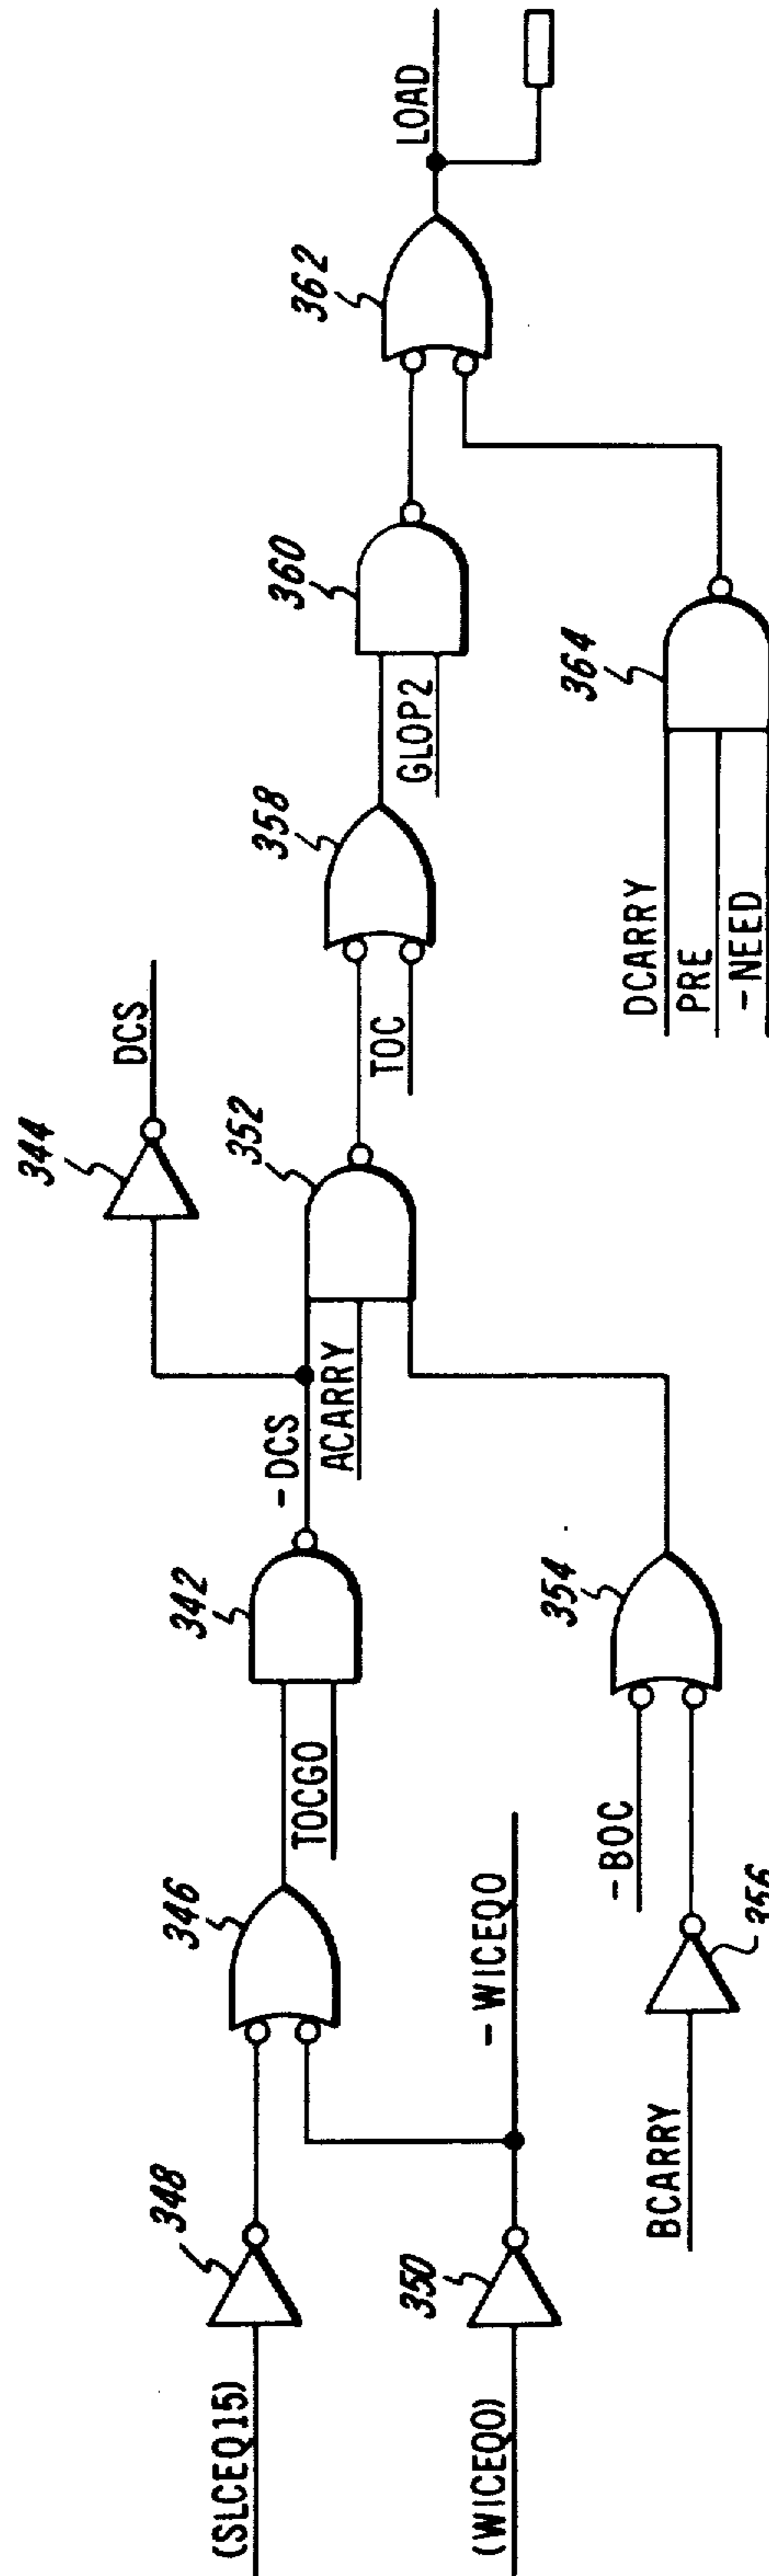 (SLCEQ15)
348
(WICEQ0)
350
346
-WICEQ0
TOCGO
342
-DCS
344
DCS
BCARRY
356
-BOC
354
ACARRY
352
TOC
358
GLOP2
360
DCARRY
PRE
-NEED
364
362
LOAD